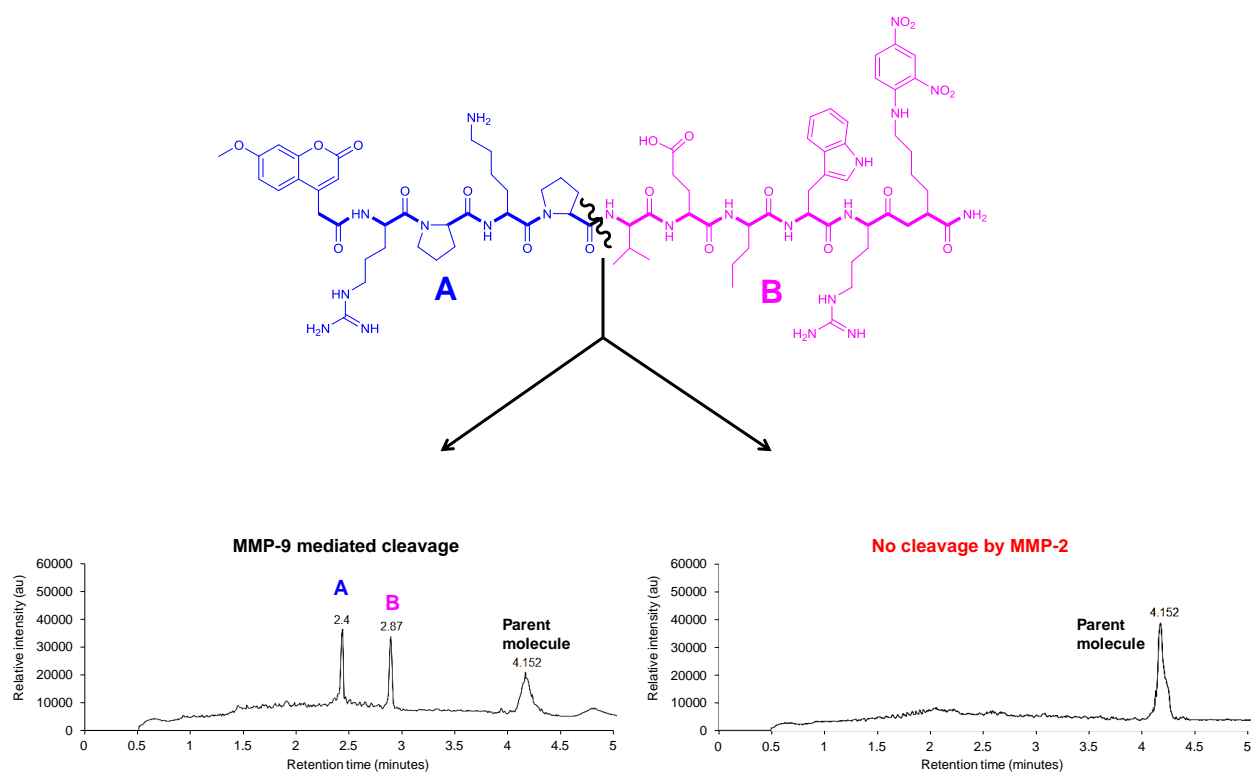 NO₂
NO₂
NH
NH₂
HO
O
NH
O
O
O
O
H
N
O
N
O
N
H
O
N
O
O
H
N
O
N
H
O
H
N
O
N
H
O
H
N
O
NH₂
O
A
B
HN
H₂N
NH
HN
H₂N
NH
MMP-9 mediated cleavage
No cleavage by MMP-2
Relative intensity (au)
60000
50000
40000
30000
20000
10000
0
A
2.4
B
2.87
Parent
molecule
4.152
0
0.5
1
1.5
2
2.5
3
3.5
4
4.5
5
Retention time (minutes)
Relative intensity (au)
60000
50000
40000
30000
20000
10000
0
Parent
molecule
4.152
0
0.5
1
1.5
2
2.5
3
3.5
4
4.5
5
Retention time (minutes)